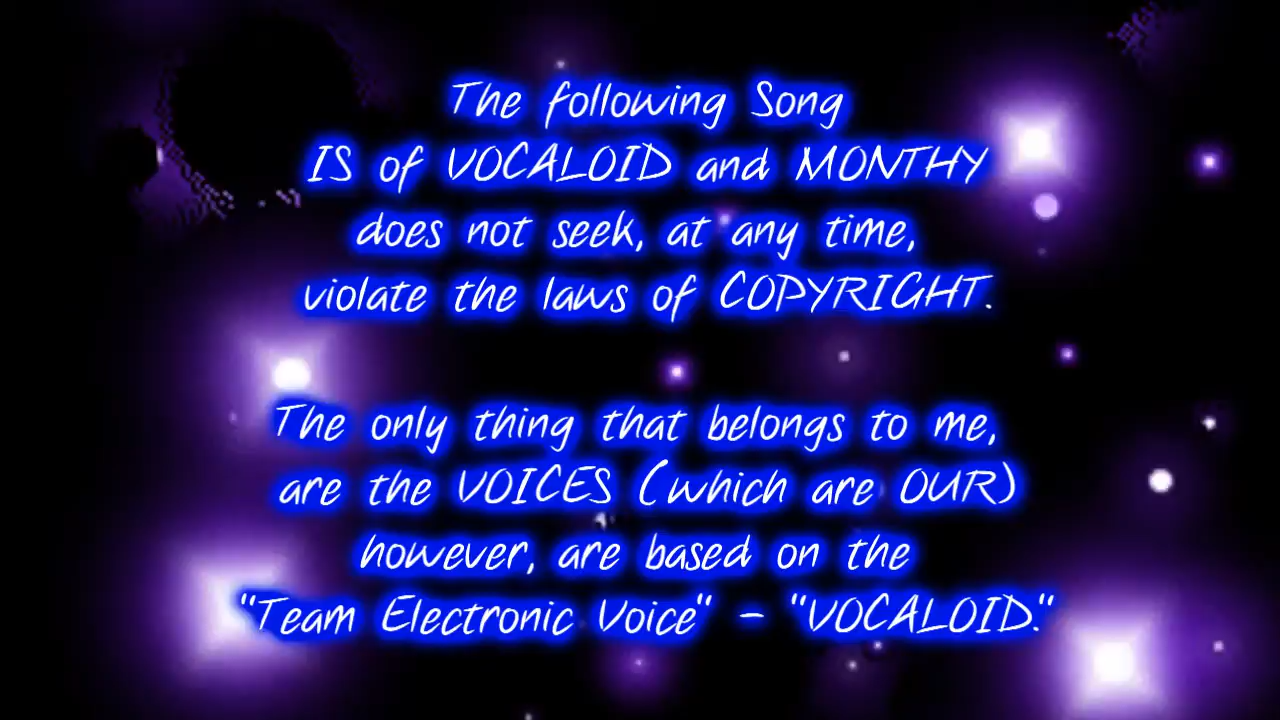 The following Song
IS of VOCALOID and MONTHY
does not seek, at any time,
violate the laws of COPYRIGHT.
The only thing that belongs to me,
are the VOICES (which are OUR)
however, are based on the
"Team Electronic Voice" - "VOCALOID."